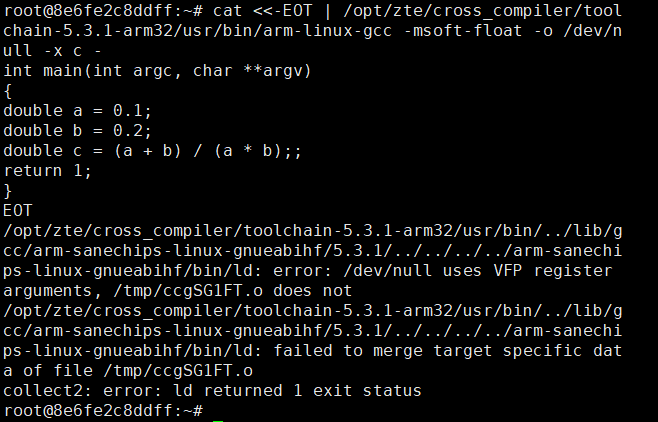 root@8e6fe2c8ddff:~# cat <<-EOT | /opt/zte/cross_compiler/tool
chain-5.3.1-arm32/usr/bin/arm-linux-gcc -msoft-float -o /dev/n
ull -x c -
int main(int argc, char **argv)
{
double a = 0.1;
double b = 0.2;
double c = (a + b) / (a * b);;
return 1;
}
EOT
/opt/zte/cross_compiler/toolchain-5.3.1-arm32/usr/bin/../lib/g
cc/arm-sanechips-linux-gnueabihf/5.3.1/../../../../arm-sanechi
ps-linux-gnueabihf/bin/ld: error: /dev/null uses VFP register
arguments, /tmp/ccgSG1FT.o does not
/opt/zte/cross_compiler/toolchain-5.3.1-arm32/usr/bin/../lib/g
cc/arm-sanechips-linux-gnueabihf/5.3.1/../../../../arm-sanechi
ps-linux-gnueabihf/bin/ld: failed to merge target specific dat
a of file /tmp/ccgSG1FT.o
collect2: error: ld returned 1 exit status
root@8e6fe2c8ddff:~#